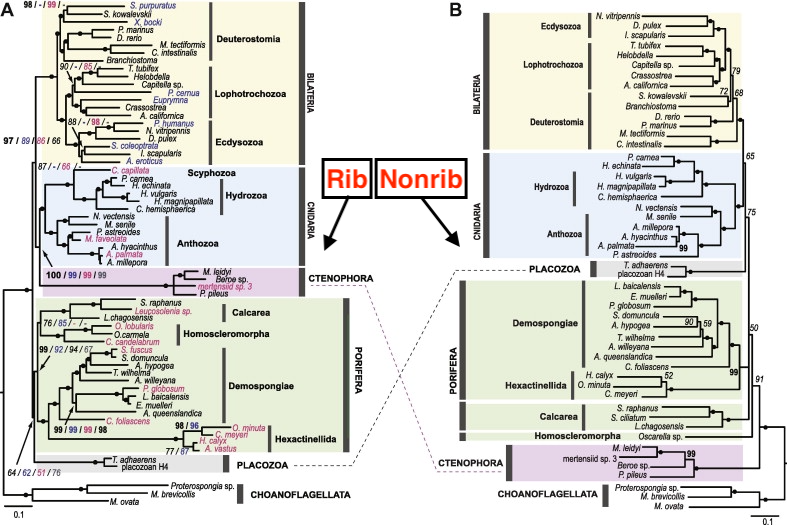 A
98 / - / 99 / -
S. purpuratus
S. kowalevskii
X. bocki
P. marinus
D. rerio
M. tectiformis
C. intestinalis
Branchiostoma
Deuterostomia
90 / - / 85 / -
T. tubifex
Helobdella
Capitella sp.
P. cernua
Euprymna
Crassostrea
A. californica
Lophotrochozoa
88 / - / 98 / -
P. humanus
N. vitripennis
D. pulex
S. coleoptrata
I. scapularis
A. eroticus
Ecdysozoa
BILATERIA
97 / 89 / 86 / 66
87 / - / 66 / -
C. capillata
Scyphozoa
P. carnea
H. echinata
H. vulgaris
H. magnipapillata
C. hemisphaerica
Hydrozoa
N. vectensis
M. senile
P. astreoides
M. faveolata
A. hyacinthus
A. palmata
A. millepora
Anthozoa
CNIDARIA
100 / 99 / 99 / 99
M. leidyi
Beroe sp.
mertensiid sp. 3
P. pileus
CTENOPHORA
S. raphanus
Leucosolenia sp.
L.chagosensis
Calcarea
76 / 85 / - / -
O. lobularis
O.carmela
C. candelabrum
Homoscleromorpha
99 / 92 / 94 / 67
S. fuscus
S. domuncula
A. hypogea
T. wilhelma
A. willeyana
P. globosum
L. baicalensis
E. muelleri
A. queenslandica
C. foliascens
Demospongiae
99 / 99 / 99 / 98
98 / 96
77 / 87
O. minuta
C. meyeri
H. calyx
A. vastus
Hexactinellida
PORIFERA
64 / 62 / 51 / 76
T. adhaerens
placozoan H4
PLACOZOA
Proterospongia sp.
M. brevicollis
M. ovata
CHOANOFLAGELLATA
0.1
Rib
Nonrib
B
BILATERIA
Ecdysozoa
N. vitripennis
D. pulex
I. scapularis
Lophotrochozoa
T. tubifex
Helobdella
Capitella sp.
Crassostrea
A. californica
Deuterostomia
S. kowalevskii
Branchiostoma
D. rerio
P. marinus
M. tectiformis
C. intestinalis
79
72
68
65
CNIDARIA
Hydrozoa
P. carnea
H. echinata
H. vulgaris
H. magnipapillata
C. hemisphaerica
Anthozoa
N. vectensis
M. senile
A. millepora
A. hyacinthus
A. palmata
P. astreoides
99
75
PLACOZOA
T. adhaerens
placozoan H4
PORIFERA
Demospongiae
L. baicalensis
E. muelleri
P. globosum
S. domuncula
A. hypogea
T. wilhelma
A. willeyana
A. queenslandica
C. foliascens
90
59
50
99
Hexactinellida
H. calyx
O. minuta
C. meyeri
52
91
Calcarea
S. raphanus
S. ciliatum
L.chagosensis
Homoscleromorpha
Oscarella sp.
CTENOPHORA
M. leidyi
mertensiid sp. 3
Beroe sp.
P. pileus
99
CHOANOFLAGELLATA
Proterospongia sp.
M. brevicollis
M. ovata
0.1